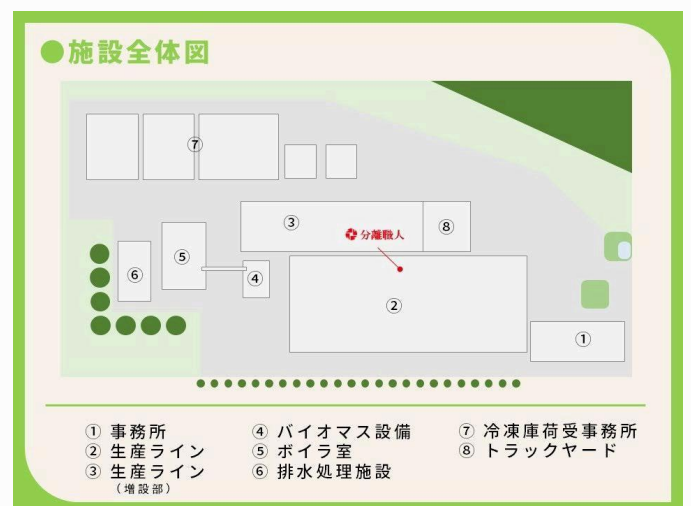 ●施設全体図
⑦
③
分離職人
⑧
⑤
⑥
④
②
①
① 事務所
② 生産ライン
③ 生産ライン
（増設部）
④ バイオマス設備
⑤ ボイラ室
⑥ 排水処理施設
⑦ 冷凍庫荷受事務所
⑧ トラックヤード